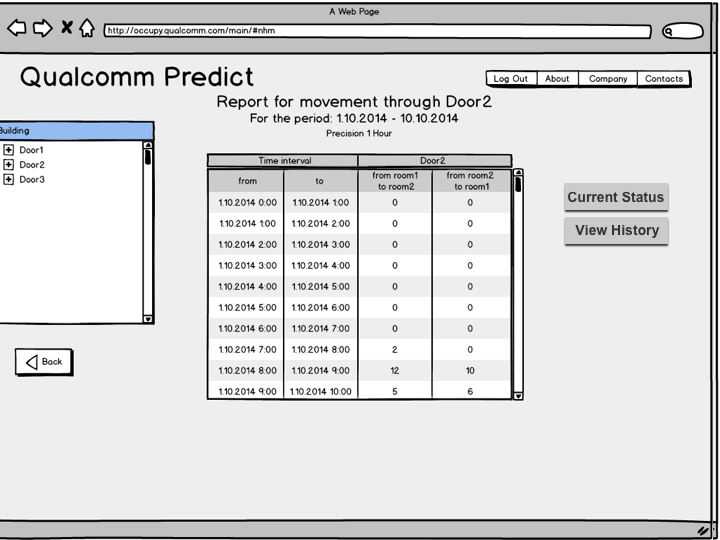 A Web Page
http://occupy.qualcomm.com/main/#nhm
Qualcomm Predict
Log Out About Company Contacts
Report for movement through Door2
For the period: 1.10.2014 - 10.10.2014
Precision 1 Hour
Building
Door1
Door2
Door3
Time interval Door2
from to from room1 to room2 from room2 to room1
1.10.2014 0:00 1.10.2014 1:00 0 0
1.10.2014 1:00 1.10.2014 2:00 0 0
1.10.2014 2:00 1.10.2014 3:00 0 0
1.10.2014 3:00 1.10.2014 4:00 0 0
1.10.2014 4:00 1.10.2014 5:00 0 0
1.10.2014 5:00 1.10.2014 6:00 0 0
1.10.2014 6:00 1.10.2014 7:00 0 0
1.10.2014 7:00 1.10.2014 8:00 2 0
1.10.2014 8:00 1.10.2014 9:00 12 10
1.10.2014 9:00 1.10.2014 10:00 5 6
Current Status
View History
Back